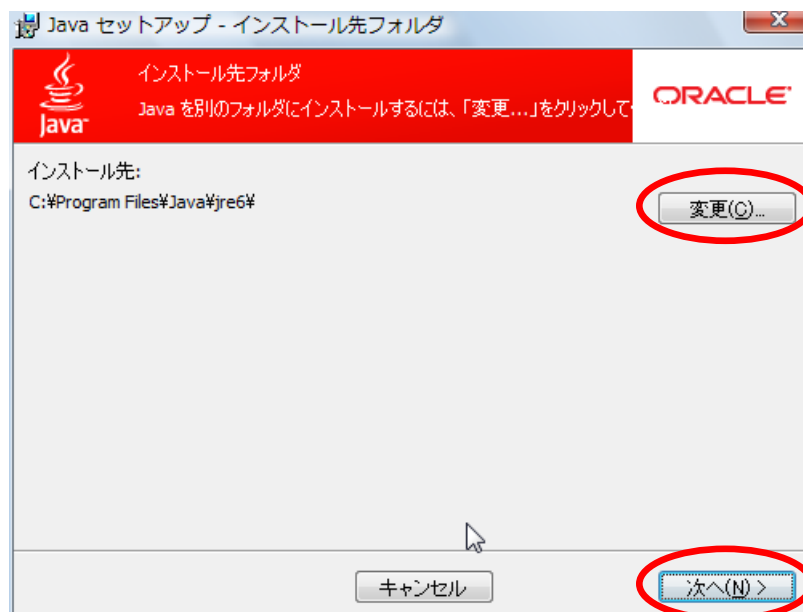 Java セットアップ - インストール先フォルダ
インストール先フォルダ
Java を別のフォルダにインストールするには、「変更...」をクリックして
Java
ORACLE
インストール先:
C:¥Program Files¥Java¥jre6¥
変更(C)...
キャンセル
次へ(N) >